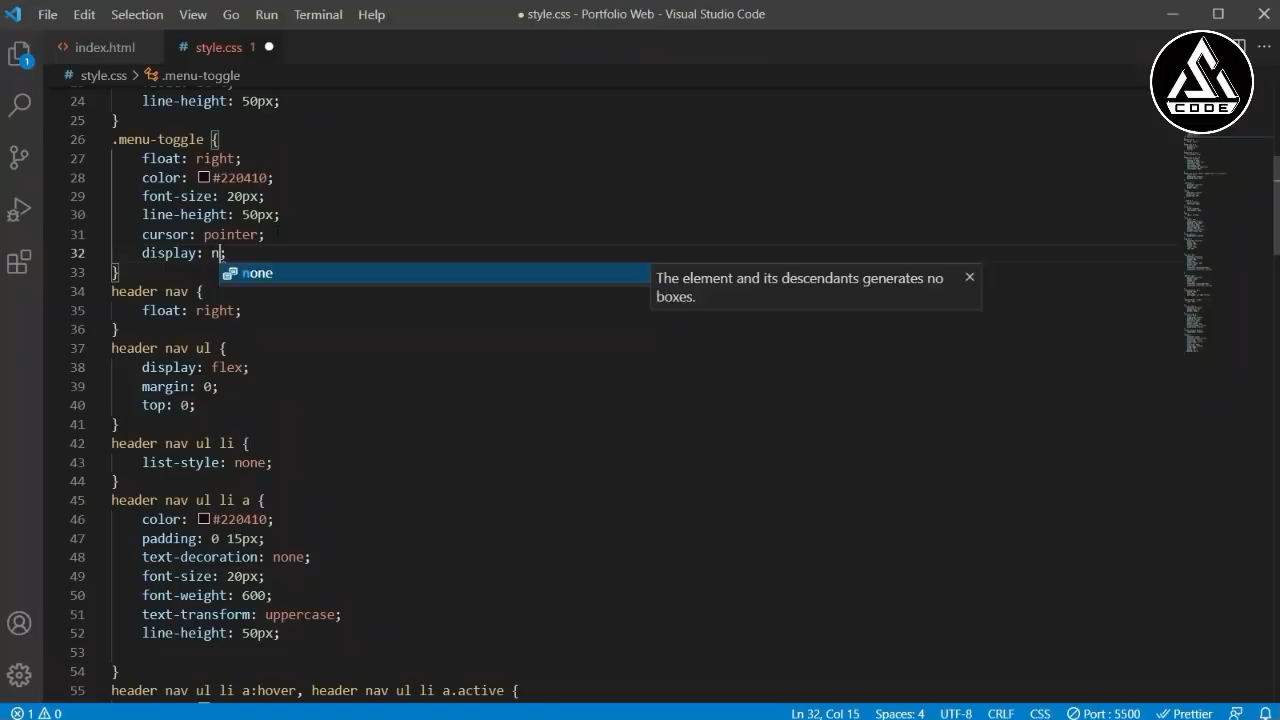 File Edit Selection View Go Run Terminal Help ● style.css - Portfolio Web - Visual Studio Code
<> index.html # style.css 1 ●
# style.css > .menu-toggle
CODE
24 line-height: 50px;
25 }
26 .menu-toggle {
27 float: right;
28 color: #220410;
29 font-size: 20px;
30 line-height: 50px;
31 cursor: pointer;
32 display: n;
none
The element and its descendants generates no
boxes.
33 }
34 header nav {
35 float: right;
36 }
37 header nav ul {
38 display: flex;
39 margin: 0;
40 top: 0;
41 }
42 header nav ul li {
43 list-style: none;
44 }
45 header nav ul li a {
46 color: #220410;
47 padding: 0 15px;
48 text-decoration: none;
49 font-size: 20px;
50 font-weight: 600;
51 text-transform: uppercase;
52 line-height: 50px;
53
54 }
55 header nav ul li a:hover, header nav ul li a.active {
1
1 0 Ln 32, Col 15 Spaces: 4 UTF-8 CRLF CSS Port : 5500 Prettier